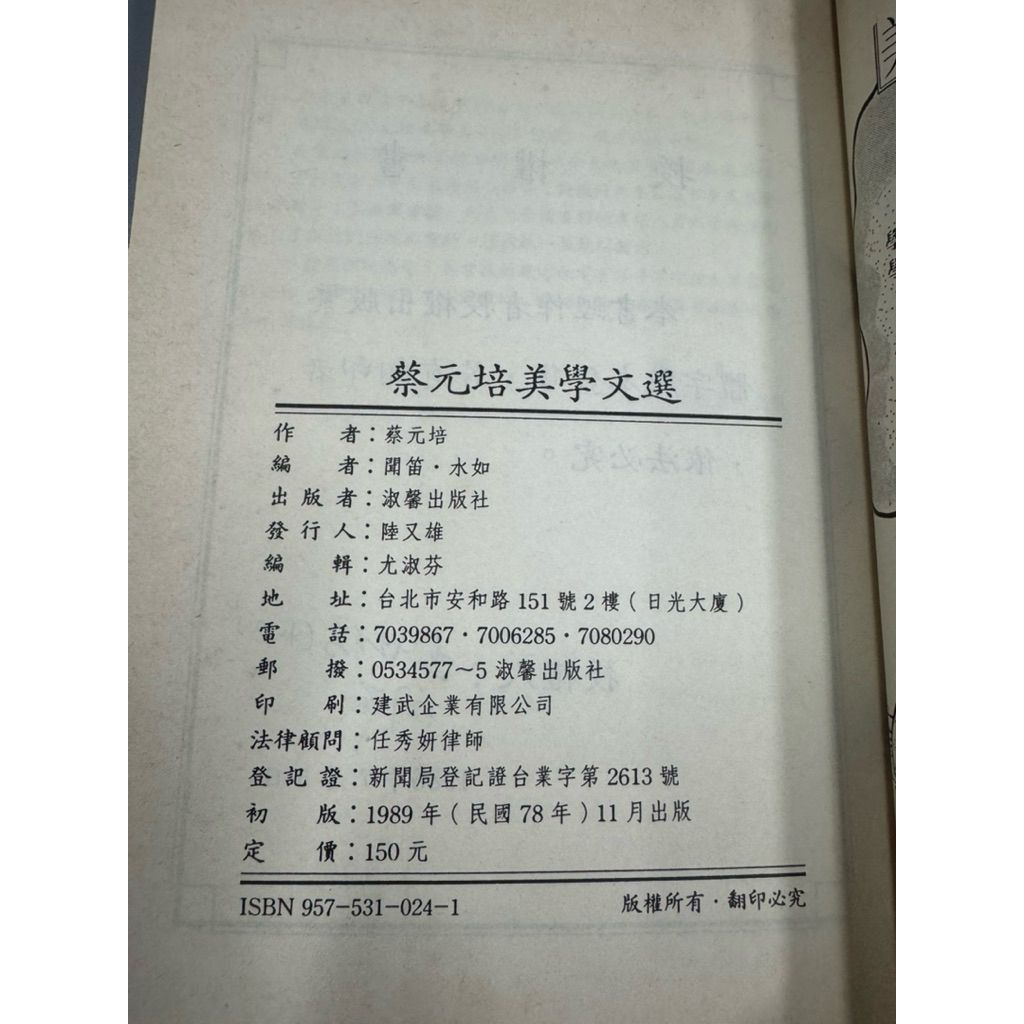 蔡元培美學文選
作者：蔡元培
編者：聞笛·水如
出版者：淑馨出版社
發行人：陸又雄
編輯：尤淑芬
地址：台北市安和路151號2樓（日光大廈）
電話：7039867·7006285·7080290
郵撥：0534577～5淑馨出版社
印刷：建武企業有限公司
法律顧問：任秀妍律師
登記證：新聞局登記證台業字第2613號
初版：1989年（民國78年）11月出版
定價：150元
ISBN 957-531-024-1
版權所有·翻印必究